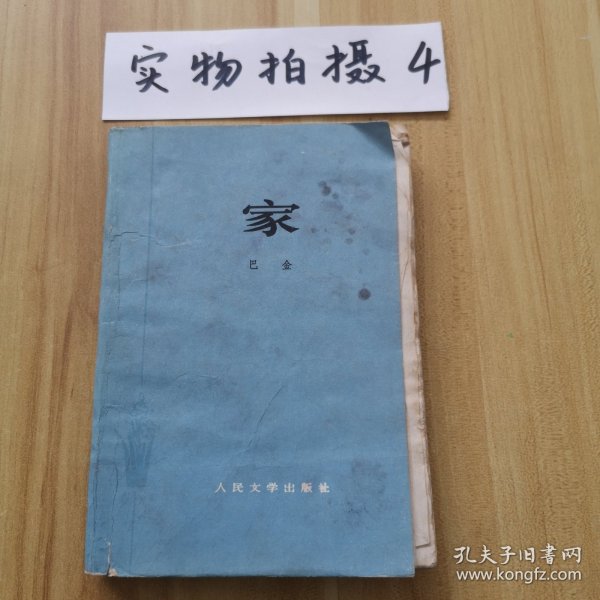 实物拍摄4
家
巴金
人民文学出版社
孔夫子旧书网
www.kongfz.com